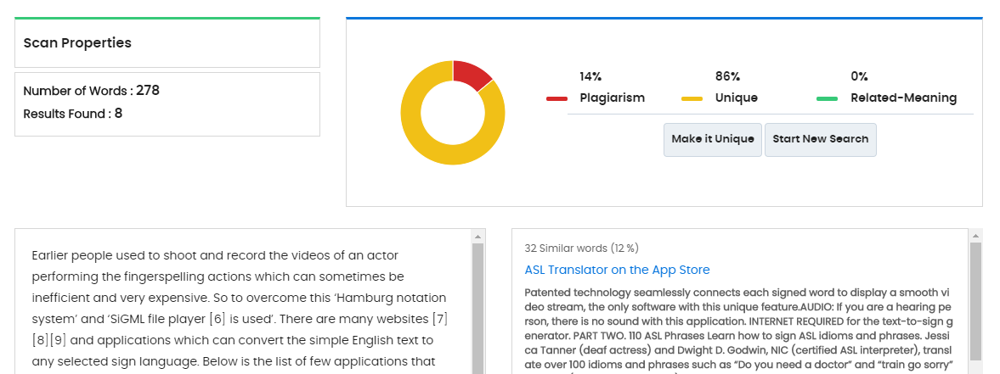 Scan Properties
Number of Words : 278
Results Found : 8
14%
Plagiarism
86%
Unique
0%
Related-Meaning
Make it Unique
Start New Search
Earlier people used to shoot and record the videos of an actor
performing the fingerspelling actions which can sometimes be
inefficient and very expensive. So to overcome this ‘Hamburg notation
system’ and ‘SiGML file player [6] is used’. There are many websites [7]
[8][9] and applications which can convert the simple English text to
any selected sign language. Below is the list of few applications that
32 Similar words (12 %)
ASL Translator on the App Store
Patented technology seamlessly connects each signed word to display a smooth vi
deo stream, the only software with this unique feature.AUDIO: If you are a hearing pe
rson, there is no sound with this application. INTERNET REQUIRED for the text-to-sign g
enerator. PART TWO. 110 ASL Phrases Learn how to sign ASL idioms and phrases. Jessi
ca Tanner (deaf actress) and Dwight D. Godwin, NIC (certified ASL interpreter), transl
ate over 100 idioms and phrases such as “Do you need a doctor” and “train go sorry”